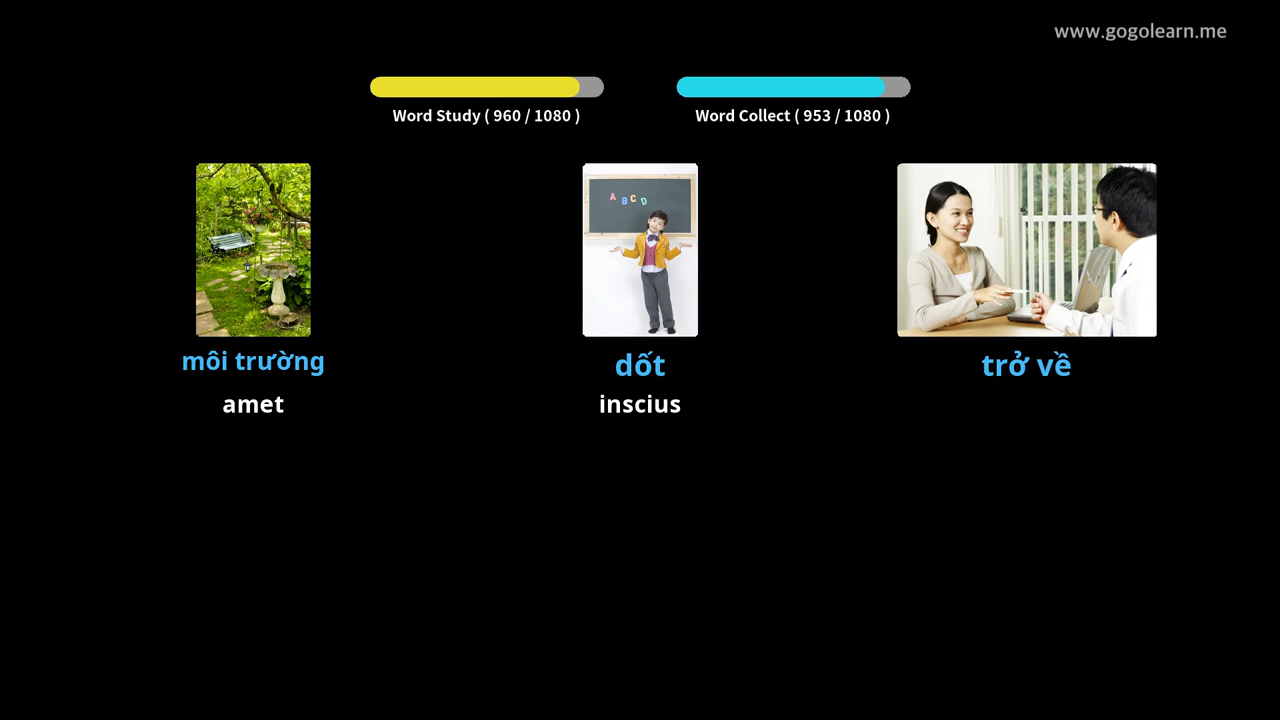 www.gogolearn.me
Word Study ( 960 / 1080 )
Word Collect ( 953 / 1080 )
A B C D
môi trường
dốt
trở về
amet
inscius